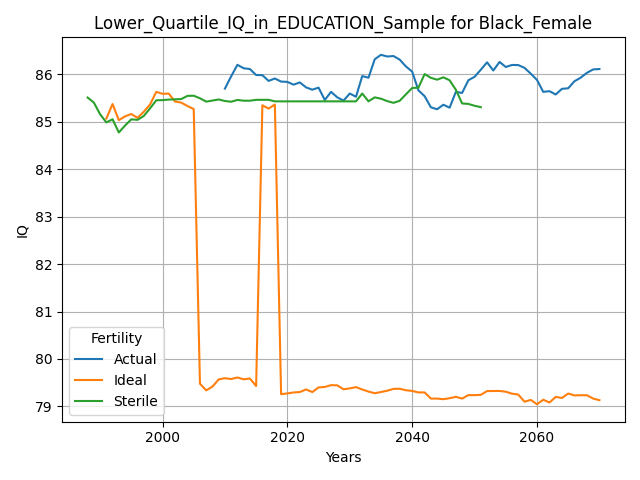 Lower_Quartile_IQ_in_EDUCATION_Sample for Black_Female
IQ
86
85
84
83
82
81
80
79
Fertility
Actual
Ideal
Sterile
2000 2020 2040 2060
Years